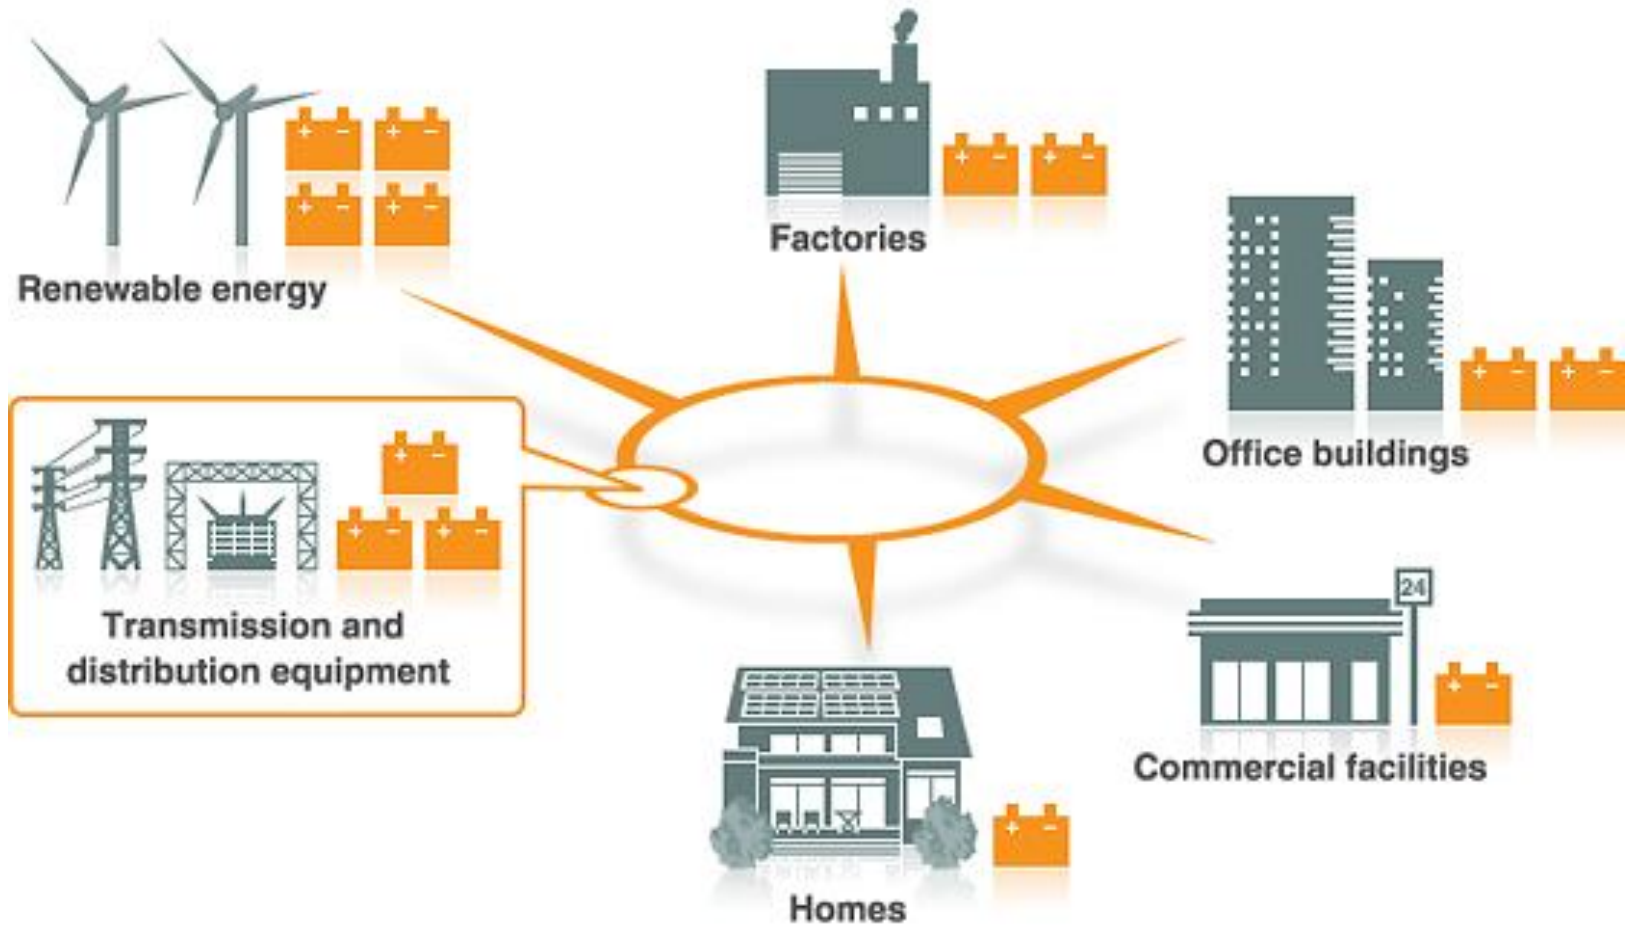 Renewable energy
Factories
Office buildings
Transmission and
distribution equipment
24
Commercial facilities
Homes